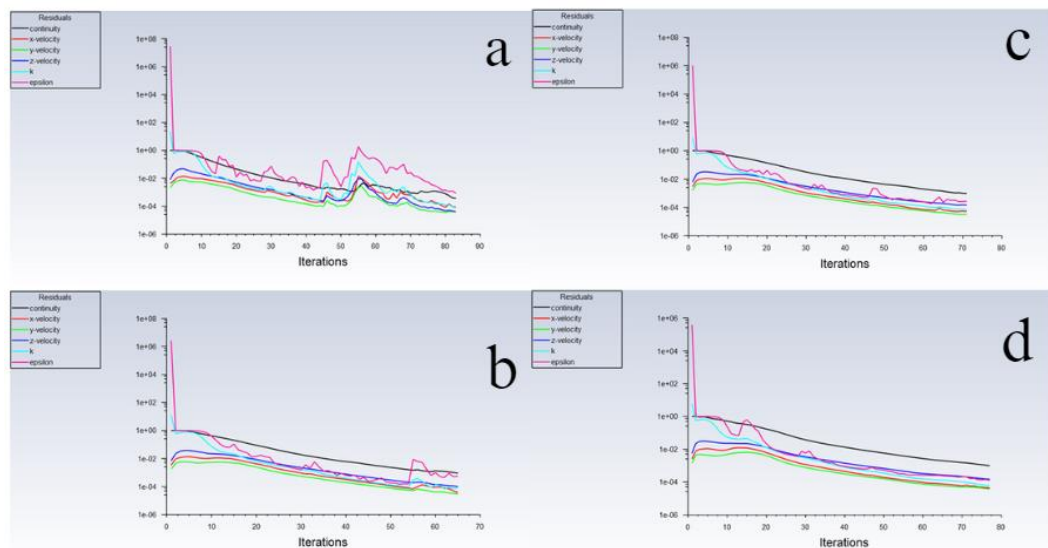 Residuals
continuity
x-velocity
y-velocity
z-velocity
k
epsilon
a
1e+08
1e+06
1e+04
1e+02
1e+00
1e-02
1e-04
1e-06
0 10 20 30 40 50 60 70 80 90
Iterations
Residuals
continuity
x-velocity
y-velocity
z-velocity
k
epsilon
c
1e+08
1e+06
1e+04
1e+02
1e+00
1e-02
1e-04
1e-06
0 10 20 30 40 50 60 70 80
Iterations
Residuals
continuity
x-velocity
y-velocity
z-velocity
k
epsilon
b
1e+08
1e+06
1e+04
1e+02
1e+00
1e-02
1e-04
1e-06
0 10 20 30 40 50 60 70
Iterations
Residuals
continuity
x-velocity
y-velocity
z-velocity
k
epsilon
d
1e+06
1e+04
1e+02
1e+00
1e-02
1e-04
1e-06
0 10 20 30 40 50 60 70 80
Iterations